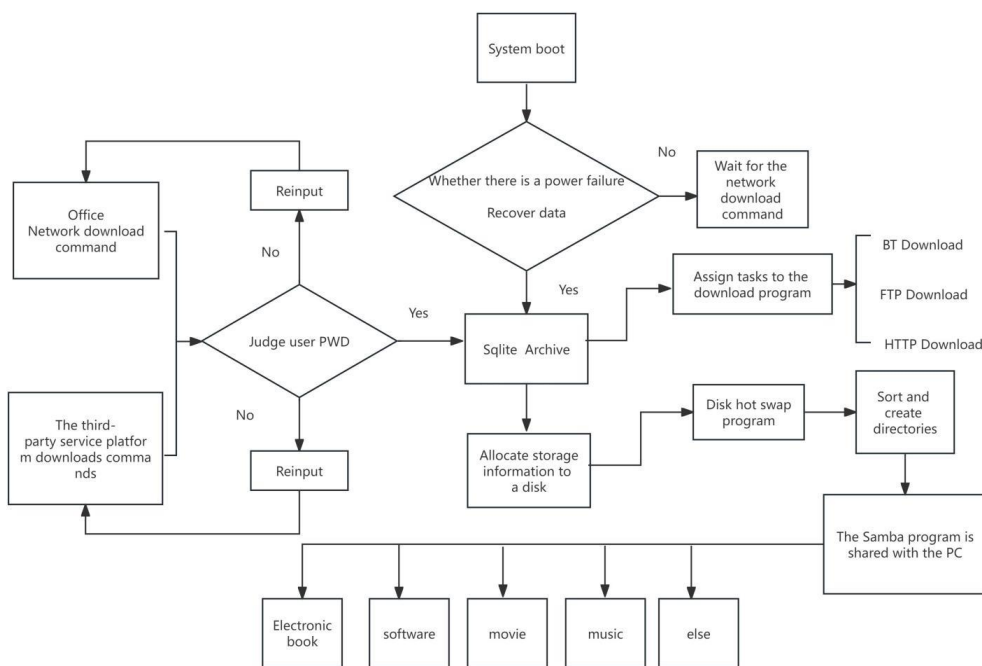 System boot
Whether there is a power failure
Recover data
No
Wait for the
network
download
command
Yes
Office
Network download
command
Reinput
No
Judge user PWD
Yes
No
Reinput
The third-
party service platfor
m downloads comma
nds
Sqlite Archive
Assign tasks to the
download program
BT Download
FTP Download
HTTP Download
Allocate storage
information to
a disk
Disk hot swap
program
Sort and
create
directories
The Samba program is
shared with the PC
Electronic
book
software
movie
music
else